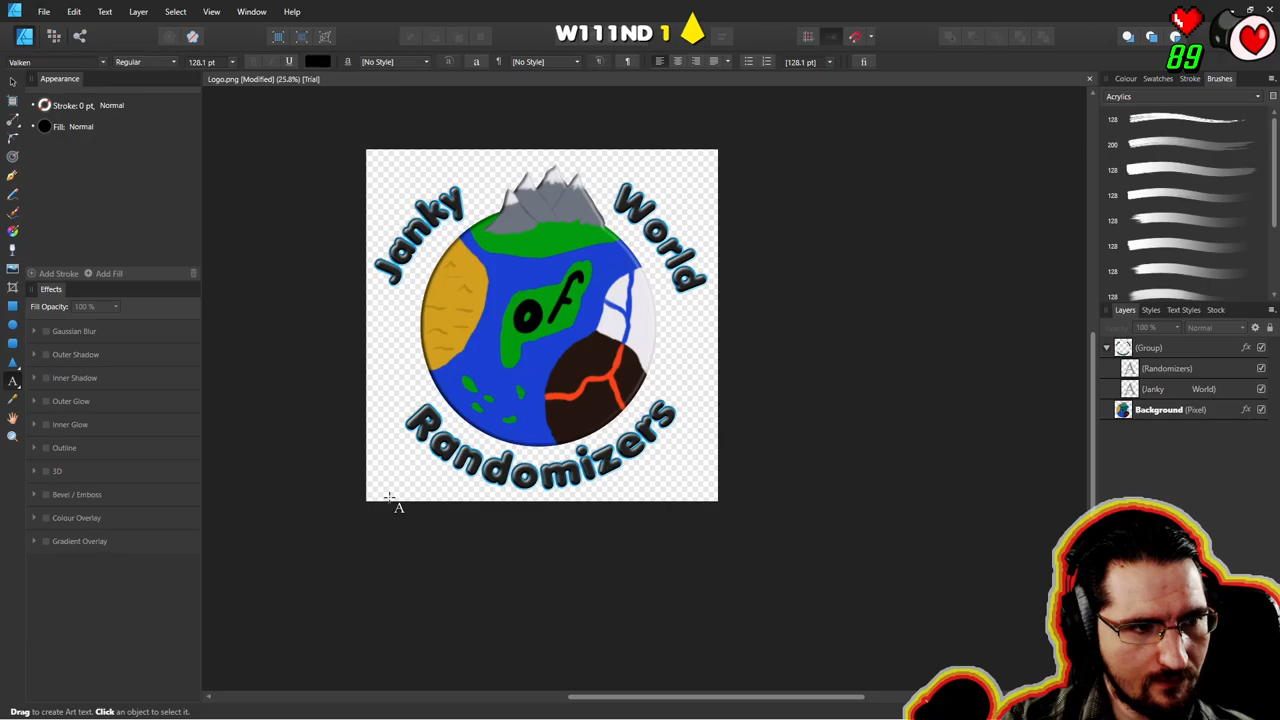 File Edit Text Document Layer Select View Window Help
W111ND 1
89
Valken Regular 128.1 pt B I U [No Style] [No Style] [128.1 pt] fi
Appearance
Logo.png [Modified] (25.8%) [Trial]
Stroke: 0 pt, Normal
Fill: Normal
Add Stroke Add Fill
Effects
Fill Opacity: 100 %
Gaussian Blur
Outer Shadow
Inner Shadow
Outer Glow
Inner Glow
Outline
3D
Bevel / Emboss
Colour Overlay
Gradient Overlay
Janky World
of
Randomizers
A
Colour Swatches Stroke Brushes
Acrylics
128
200
128
128
128
128
128
128
Layers Styles Text Styles Stock
Opacity: 100 % Normal
(Group)
(Randomizers)
(Janky World)
Background (Pixel)
Drag to create Art text. Click an object to select it.